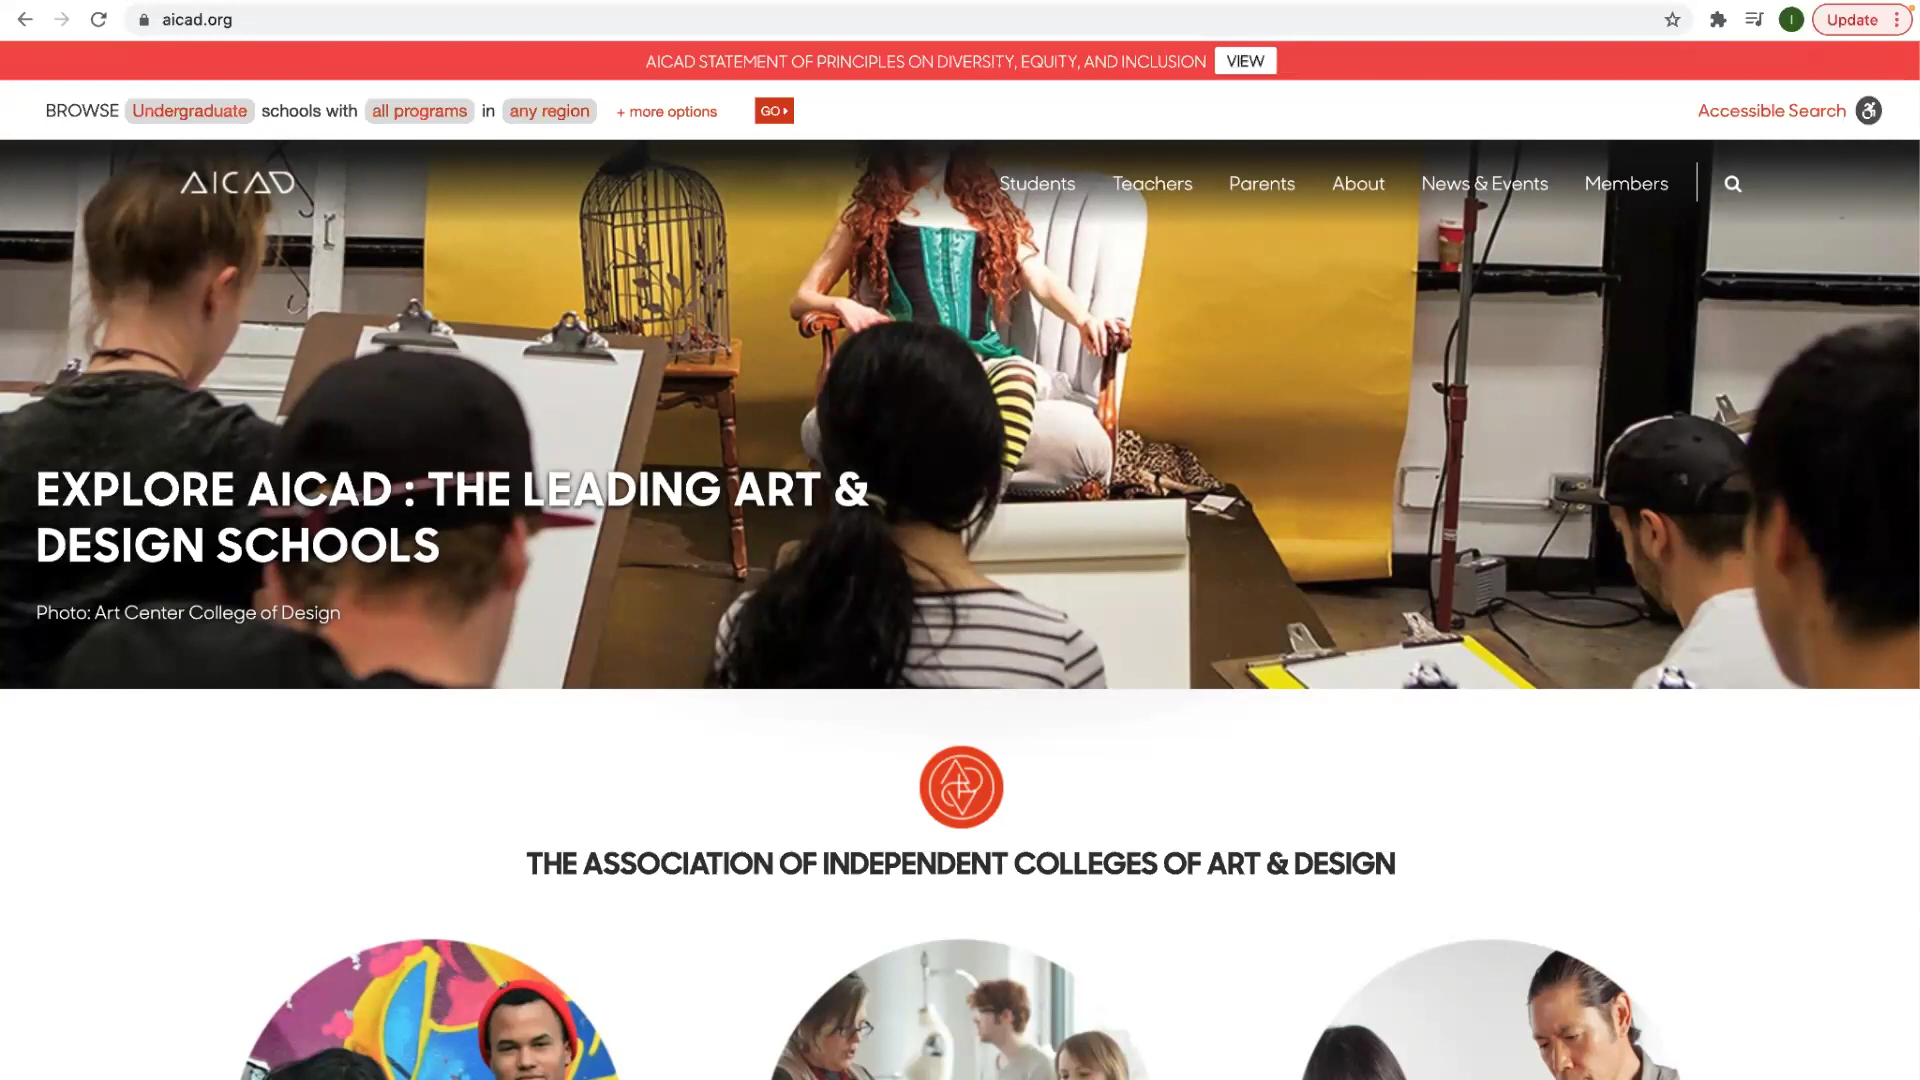 aicad.org
Update
AICAD STATEMENT OF PRINCIPLES ON DIVERSITY, EQUITY, AND INCLUSION VIEW
BROWSE Undergraduate schools with all programs in any region + more options GO
Accessible Search
AICAD
Students Teachers Parents About News & Events Members
EXPLORE AICAD : THE LEADING ART &
DESIGN SCHOOLS
Photo: Art Center College of Design
THE ASSOCIATION OF INDEPENDENT COLLEGES OF ART & DESIGN